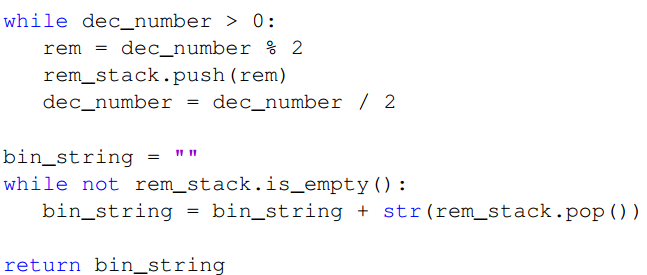 while dec_number > 0:
   rem = dec_number % 2
   rem_stack.push(rem)
   dec_number = dec_number / 2

bin_string = ""
while not rem_stack.is_empty():
   bin_string = bin_string + str(rem_stack.pop())

return bin_string